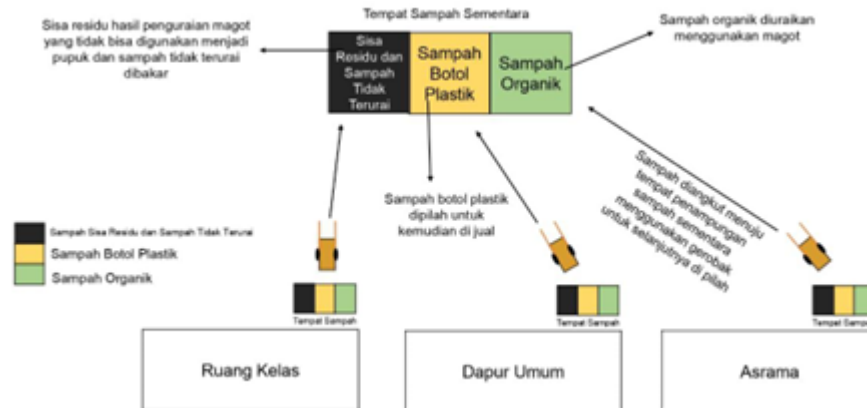 Tempat Sampah Sementara
Sisa residu hasil penguraian magot
yang tidak bisa digunakan menjadi
pupuk dan sampah tidak terurai
dibakar
Sisa
Residu dan
Sampah
Tidak
Terurai
Sampah
Botol
Plastik
Sampah
Organik
Sampah organik diuraikan
menggunakan magot
Sampah botol plastik
dipilah untuk
kemudian di jual
Sampah diangkut menuju
tempat penampungan
sampah sementara
menggunakan gerobak
untuk selanjutnya di pilah
Sampah Sisa Residu dan Sampah Tidak Terurai
Sampah Botol Plastik
Sampah Organik
Tempat Sampah
Tempat Sampah
Tempat Sampah
Ruang Kelas
Dapur Umum
Asrama